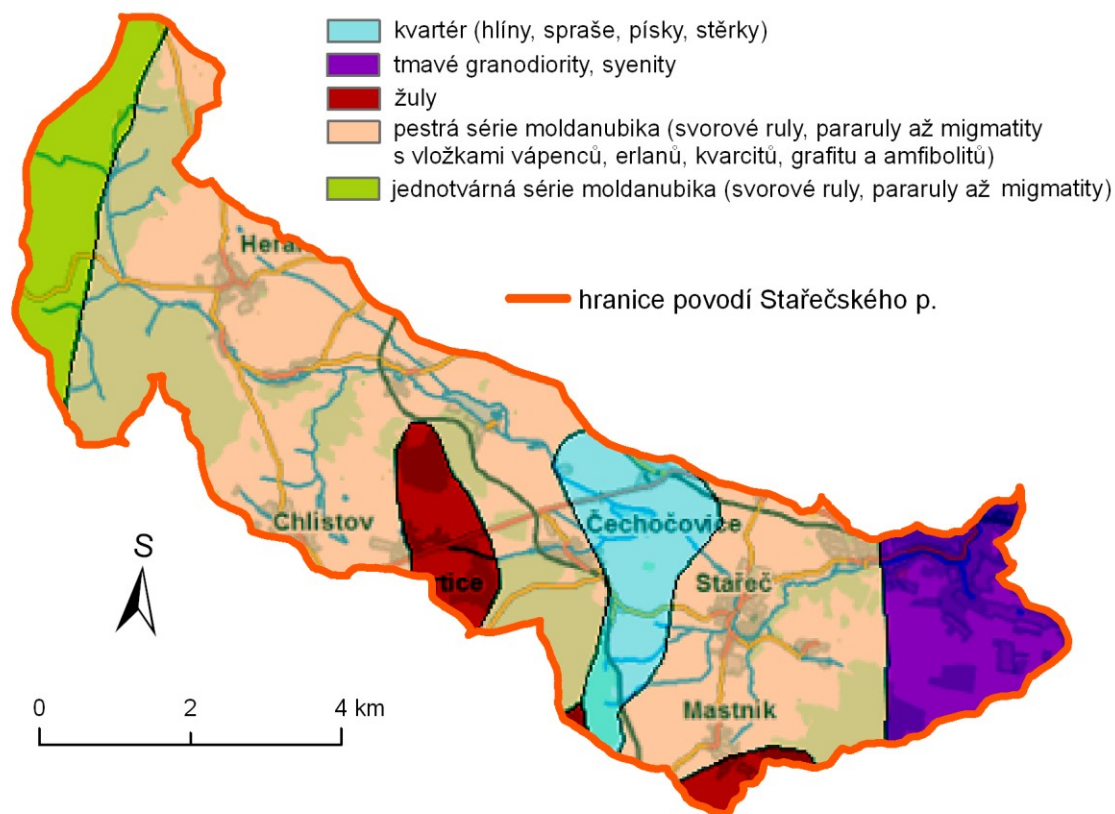 kvartér (hlíny, spraše, písky, stěrky)
tmavé granodiority, syenity
žuly
pestrá série moldanubika (svorové ruly, pararuly až migmatity
s vložkami vápenců, erlanů, kvarcitů, grafitu a amfibolitů)
jednotvárná série moldanubika (svorové ruly, pararuly až migmatity)
hranice povodí Stařečského p.
Chlistov
Čechočovice
tice
Stařeč
Mastník
S
0 2 4 km